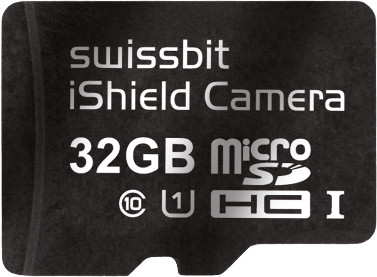 swissbit
iShield Camera
32GB micro SD
10 U1 HC I